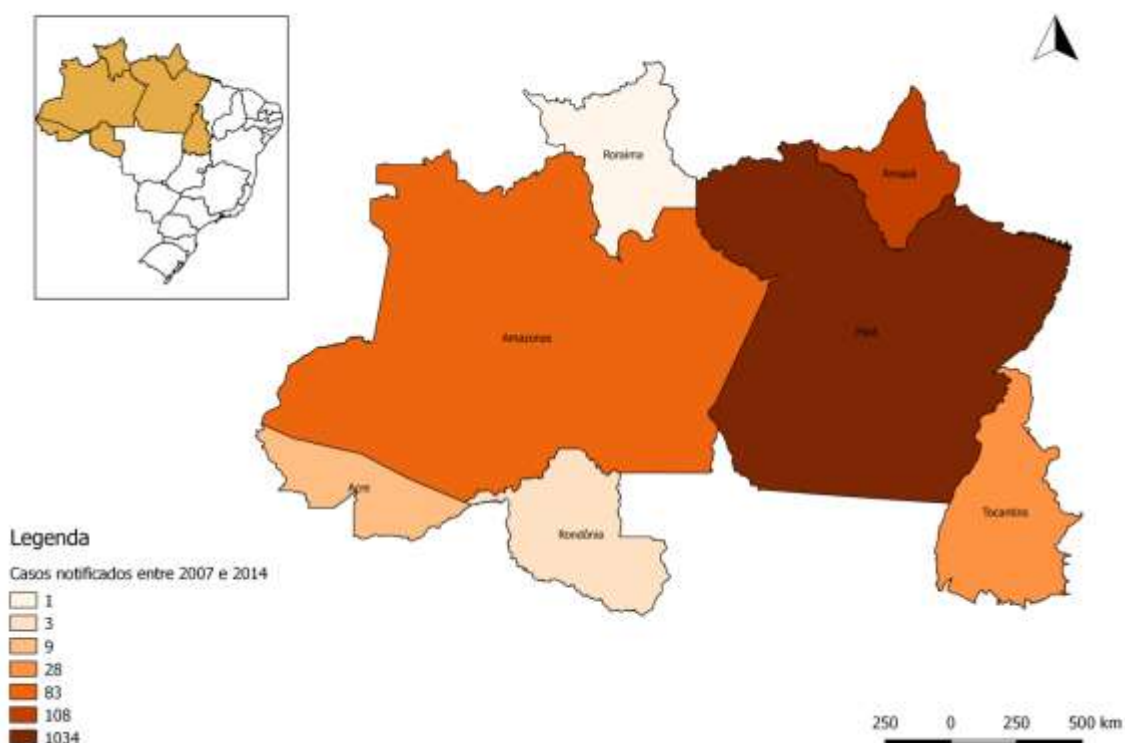 Roraima
Amapá
Amazonas
Pará
Acre
Rondônia
Tocantins
Legenda
Casos notificados entre 2007 e 2014
1
3
9
28
83
108
1034
250 0 250 500 km